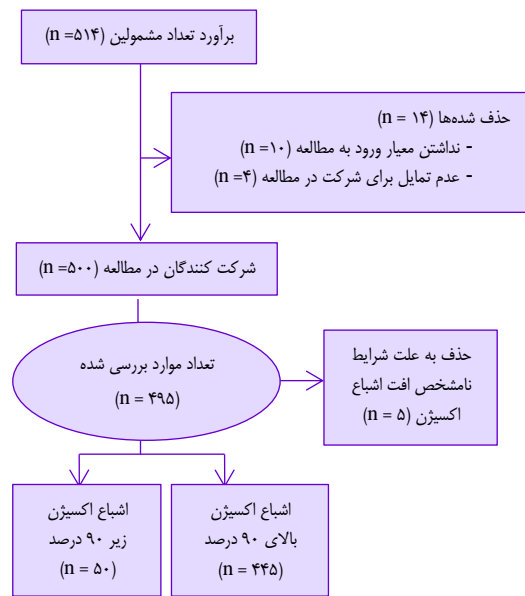 برآورد تعداد مشمولین (n =۵۱۴)
حذف شده‌ها (n = ۱۴)
- نداشتن معیار ورود به مطالعه (n =۱۰)
- عدم تمایل برای شرکت در مطالعه (n =۴)
شرکت کنندگان در مطالعه (n =۵۰۰)
تعداد موارد بررسی شده
(n = ۴۹۵)
حذف به علت شرایط
نامشخص افت اشباع
اکسیژن (n = ۵)
اشباع اکسیژن
بالای ۹۰ درصد
(n = ۴۴۵)
اشباع اکسیژن
زیر ۹۰ درصد
(n = ۵۰)